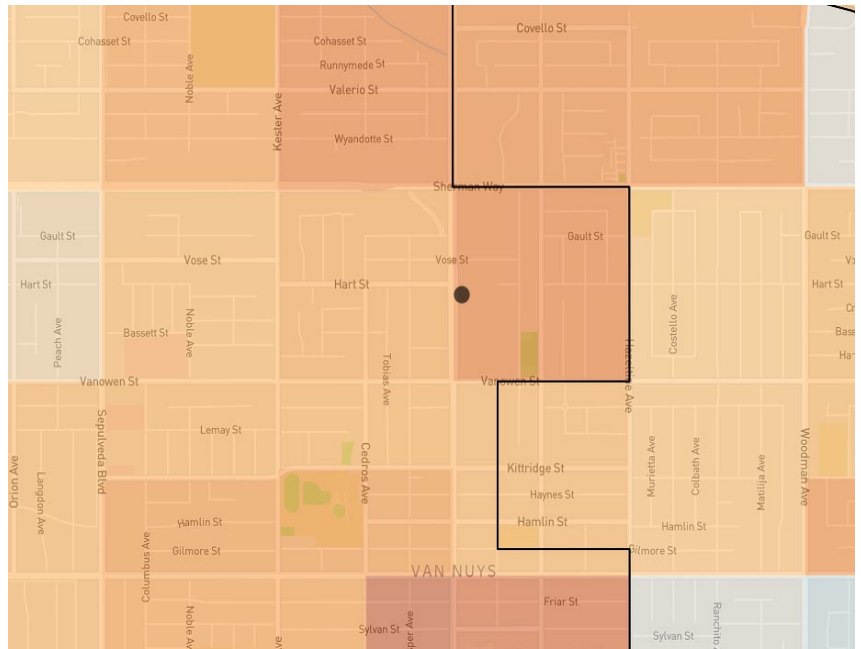 Covello St
Covello St
Cohasset St
Cohasset St
Runnymede St
Noble Ave
Valerio St
Kester Ave
Wyandotte St
Sherman Way
Gault St
Gault St
Gault St
Vose St
Vose St
Hart St
Hart St
Hart St
Bassett St
Noble Ave
Peach Ave
Costello Ave
Tobias Ave
Vanowen St
Vanowen St
Sepulveda Blvd
Lemay St
Orion Ave
Langdon Ave
Cedros Ave
Kittridge St
Murietta Ave
Colbath Ave
Matilija Ave
Woodman Ave
Haynes St
Hamlin St
Hamlin St
Hamlin St
Gilmore St
Gilmore St
Columbus Ave
VAN NUYS
Friar St
Sylvan St
Sylvan St